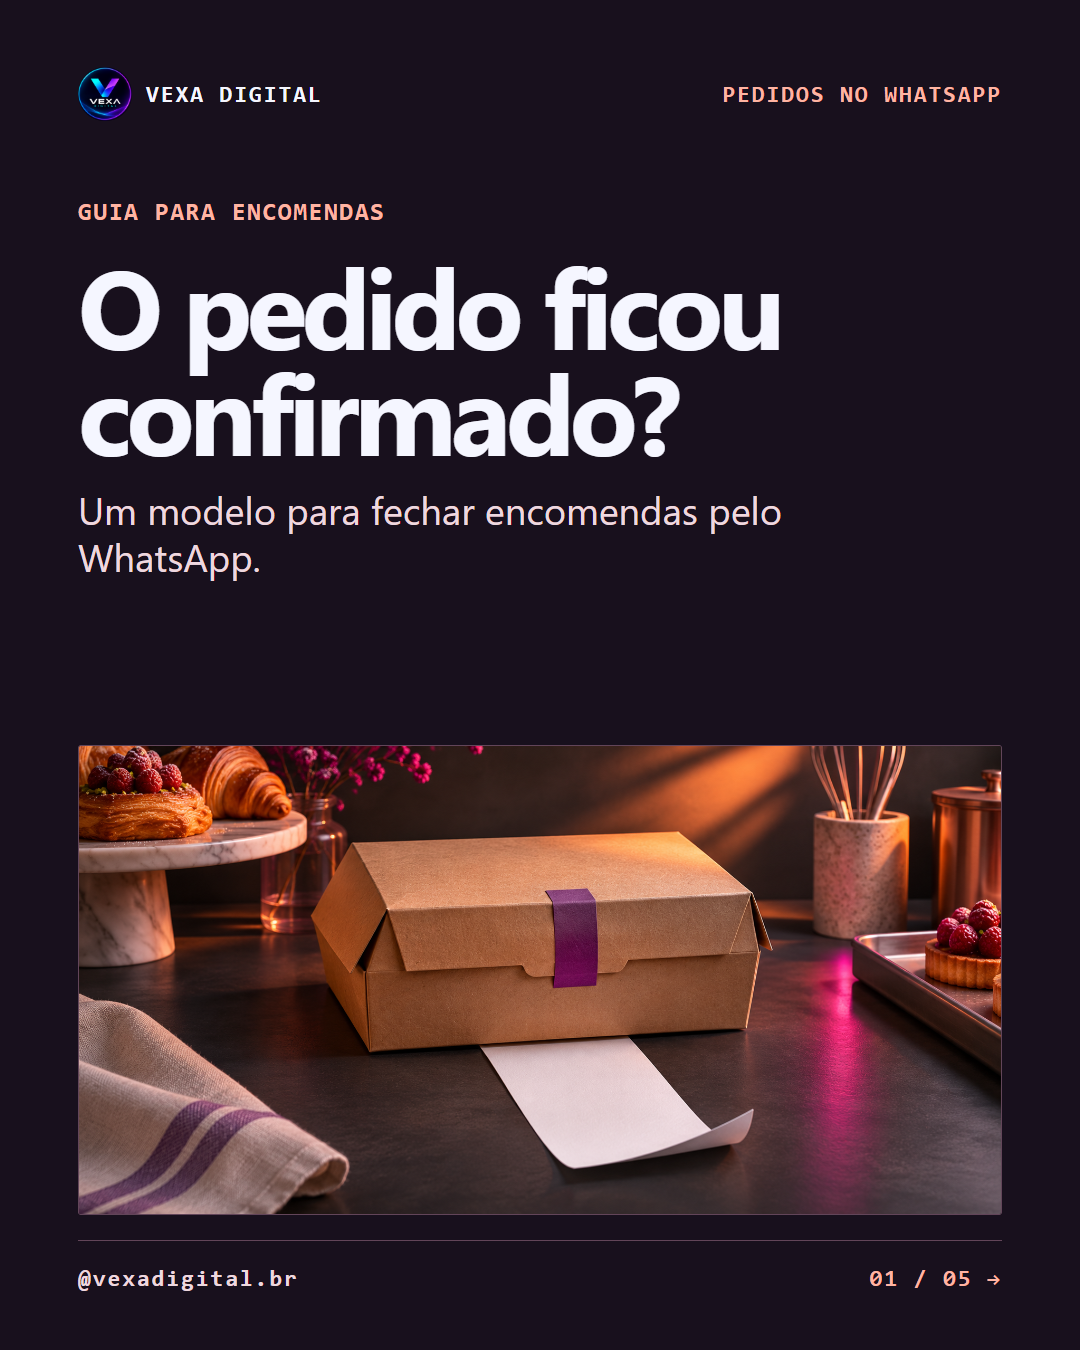 VEXA
VEXA DIGITAL
PEDIDOS NO WHATSAPP
GUIA PARA ENCOMENDAS
O pedido ficou
confirmado?
Um modelo para fechar encomendas pelo
WhatsApp.
@vexadigital.br
01 / 05 →